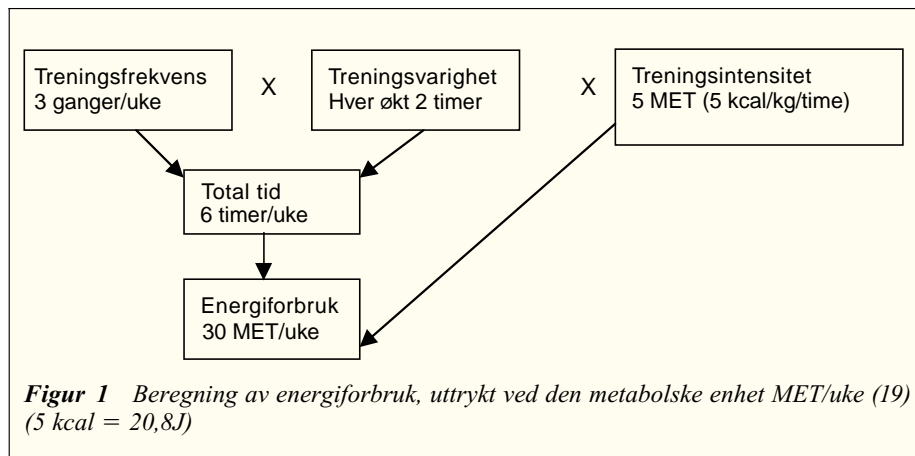 Treningsfrekvens
3 ganger/uke
X
Treningsvarighet
Hver økt 2 timer
X
Treningsintensitet
5 MET (5 kcal/kg/time)
Total tid
6 timer/uke
Energiforbruk
30 MET/uke
Figur 1 Beregning av energiforbruk, uttrykt ved den metabolske enhet MET/uke (19)
(5 kcal = 20,8J)